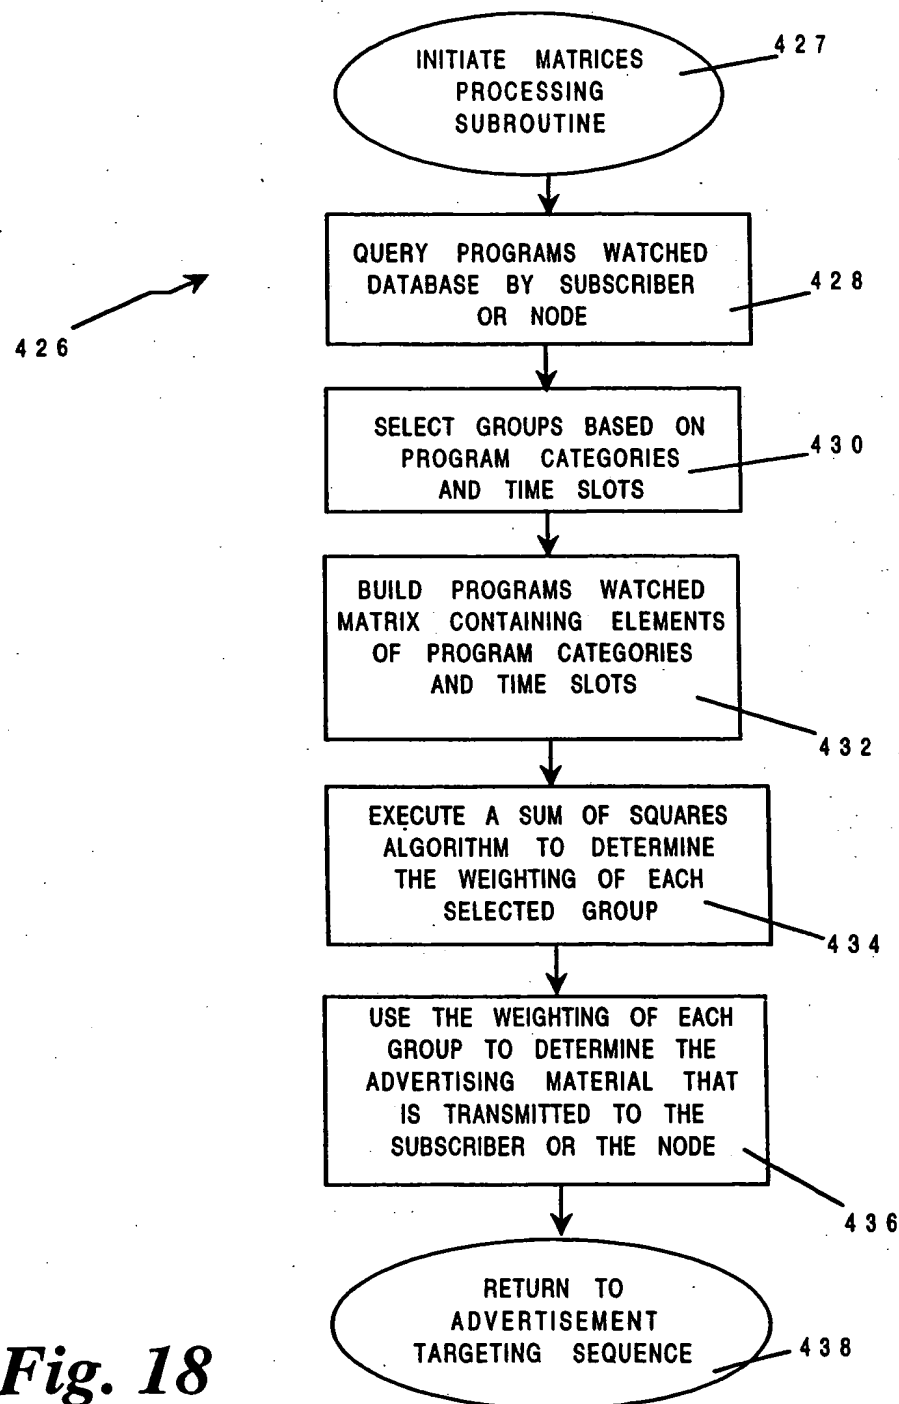 INITIATE MATRICES
PROCESSING
SUBROUTINE
427
QUERY PROGRAMS WATCHED
DATABASE BY SUBSCRIBER
OR NODE
428
426
SELECT GROUPS BASED ON
PROGRAM CATEGORIES
AND TIME SLOTS
430
BUILD PROGRAMS WATCHED
MATRIX CONTAINING ELEMENTS
OF PROGRAM CATEGORIES
AND TIME SLOTS
432
EXECUTE A SUM OF SQUARES
ALGORITHM TO DETERMINE
THE WEIGHTING OF EACH
SELECTED GROUP
434
USE THE WEIGHTING OF EACH
GROUP TO DETERMINE THE
ADVERTISING MATERIAL THAT
IS TRANSMITTED TO THE
SUBSCRIBER OR THE NODE
436
RETURN TO
ADVERTISEMENT
TARGETING SEQUENCE
438
Fig. 18